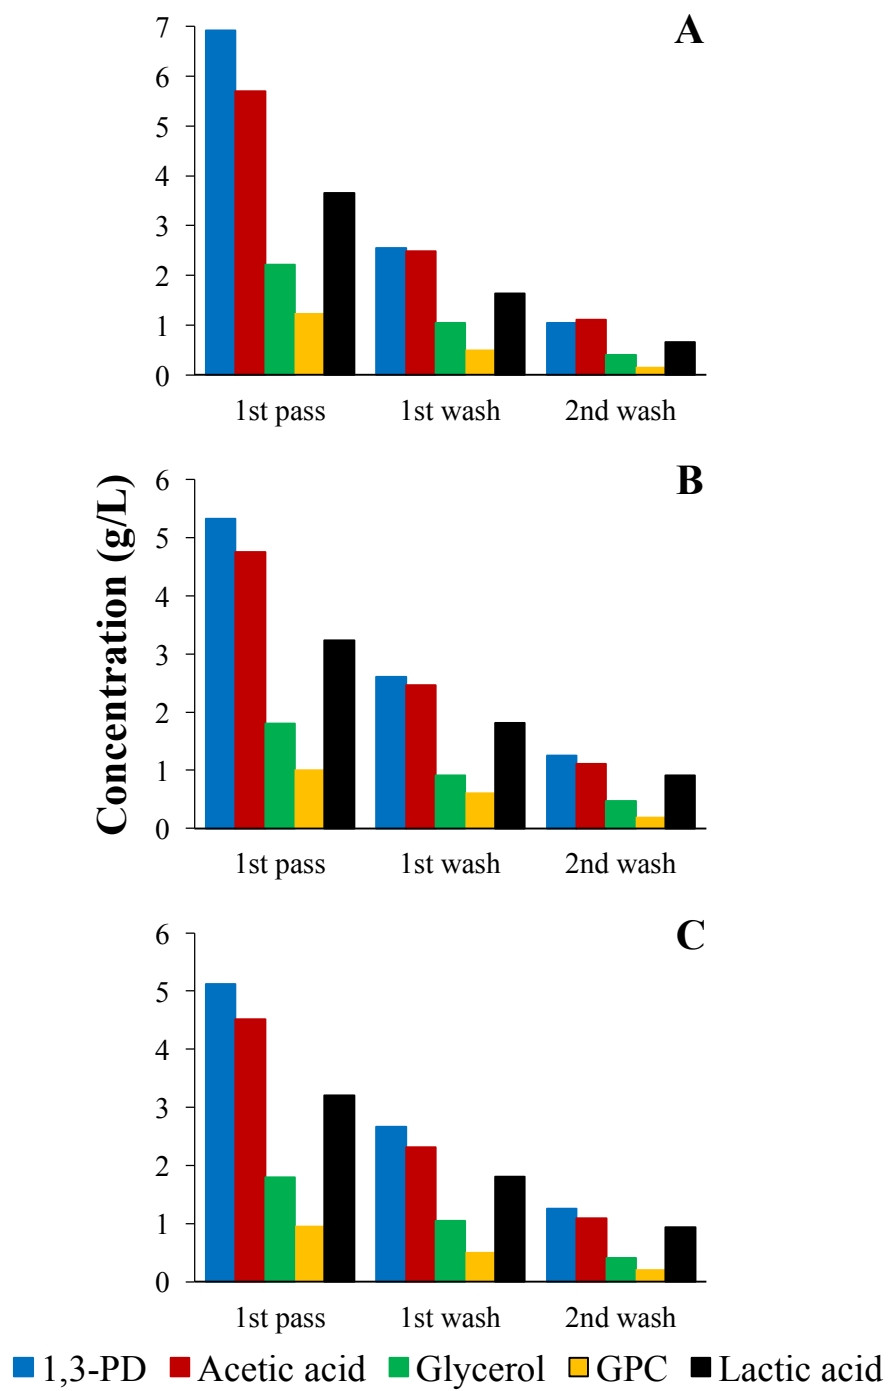 A
7
6
5
4
3
2
1
0
1st pass 1st wash 2nd wash
Concentration (g/L)
B
6
5
4
3
2
1
0
1st pass 1st wash 2nd wash
C
6
5
4
3
2
1
0
1st pass 1st wash 2nd wash
1,3-PD Acetic acid Glycerol GPC Lactic acid